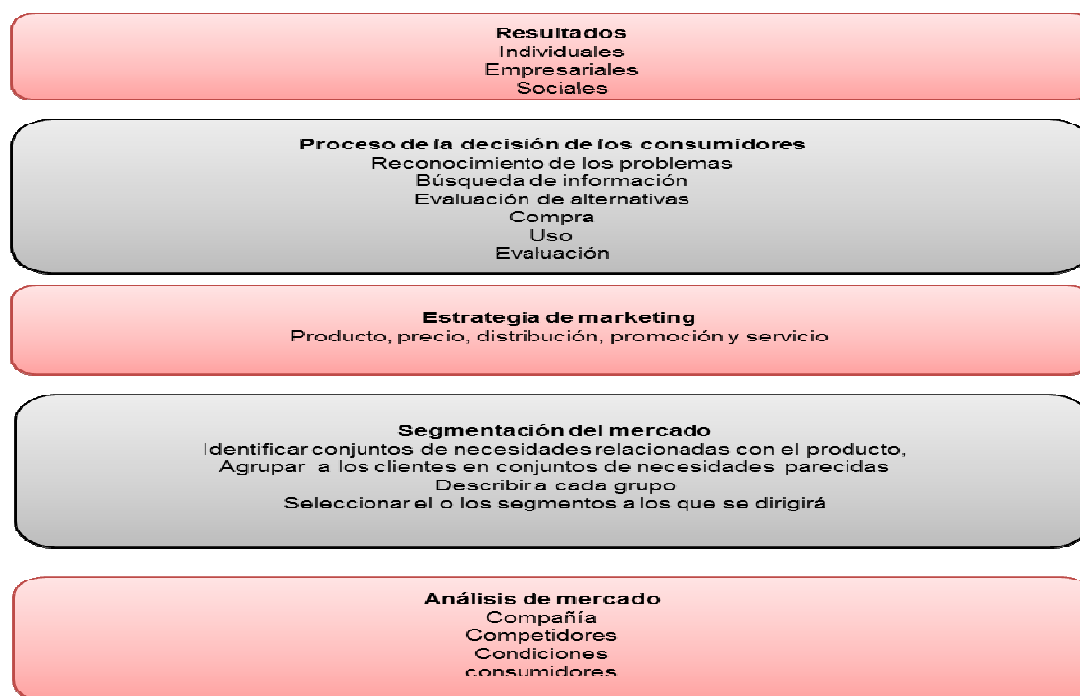 Resultados
Individuales
Empresariales
Sociales
Proceso de la decisión de los consumidores
Reconocimiento de los problemas
Búsqueda de información
Evaluación de alternativas
Compra
Uso
Evaluación
Estrategia de marketing
Producto, precio, distribución, promoción y servicio
Segmentación del mercado
Identificar conjuntos de necesidades relacionadas con el producto,
Agrupar a los clientes en conjuntos de necesidades parecidas
Describir a cada grupo
Seleccionar el o los segmentos a los que se dirigirá
Análisis de mercado
Compañía
Competidores
Condiciones
consumidores